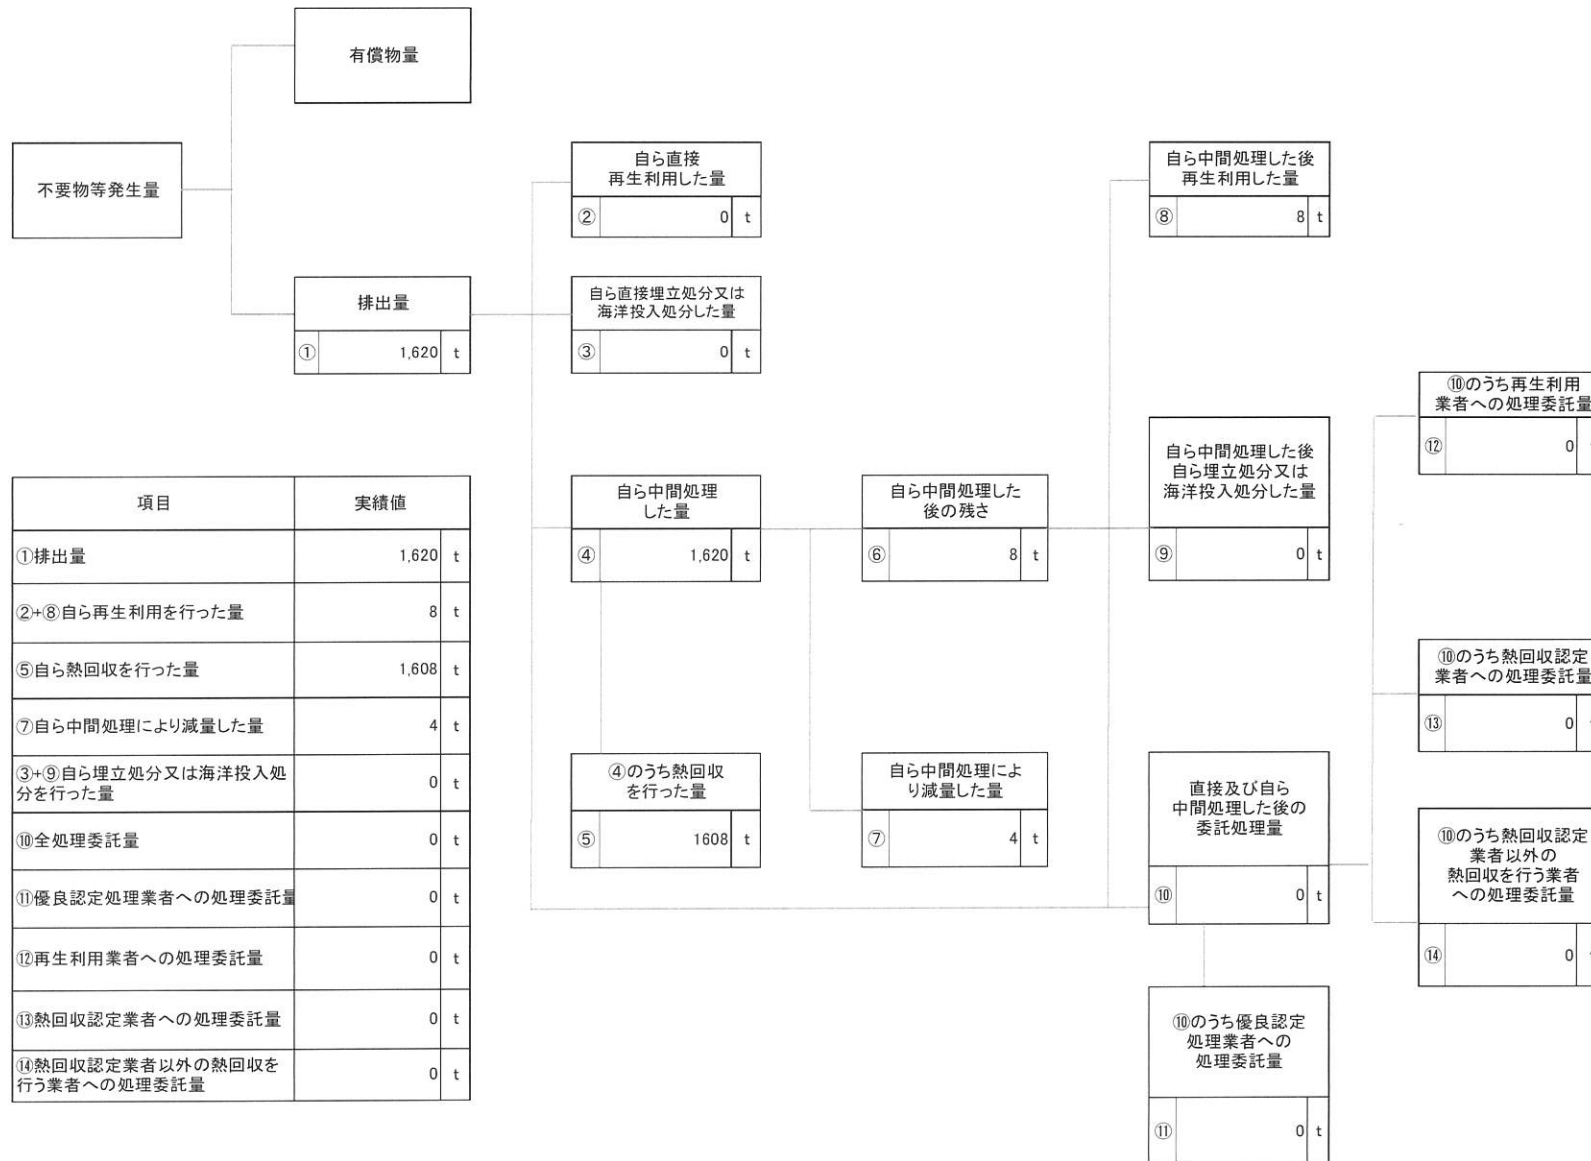 有償物量
不要物等発生量
排出量
① 1,620 t
自ら直接
再生利用した量
② 0 t
自ら直接埋立処分又は
海洋投入処分した量
③ 0 t
自ら中間処理
した量
④ 1,620 t
④のうち熱回収
を行った量
⑤ 1608 t
自ら中間処理した
後の残さ
⑥ 8 t
自ら中間処理によ
り減量した量
⑦ 4 t
自ら中間処理した後
再生利用した量
⑧ 8 t
自ら中間処理した後
自ら埋立処分又は
海洋投入処分した量
⑨ 0 t
直接及び自ら
中間処理した後の
委託処理量
⑩ 0 t
⑩のうち優良認定
処理業者への
処理委託量
⑪ 0 t
⑩のうち再生利用
業者への処理委託量
⑫ 0
⑩のうち熱回収認定
業者への処理委託量
⑬ 0
⑩のうち熱回収認定
業者以外の
熱回収を行う業者
への処理委託量
⑭ 0
項目 実績値
①排出量 1,620 t
②+⑧自ら再生利用を行った量 8 t
⑤自ら熱回収を行った量 1,608 t
⑦自ら中間処理により減量した量 4 t
③+⑨自ら埋立処分又は海洋投入処
分を行った量 0 t
⑩全処理委託量 0 t
⑪優良認定処理業者への処理委託量 0 t
⑫再生利用業者への処理委託量 0 t
⑬熱回収認定業者への処理委託量 0 t
⑭熱回収認定業者以外の熱回収を
行う業者への処理委託量 0 t